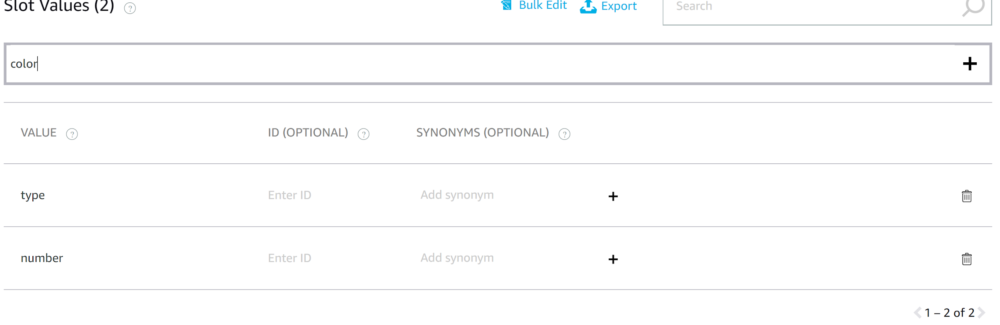 Slot Values (2) ?
Bulk Edit Export Search
color
VALUE ? ID (OPTIONAL) ? SYNONYMS (OPTIONAL) ?
type Enter ID Add synonym
number Enter ID Add synonym
1 – 2 of 2